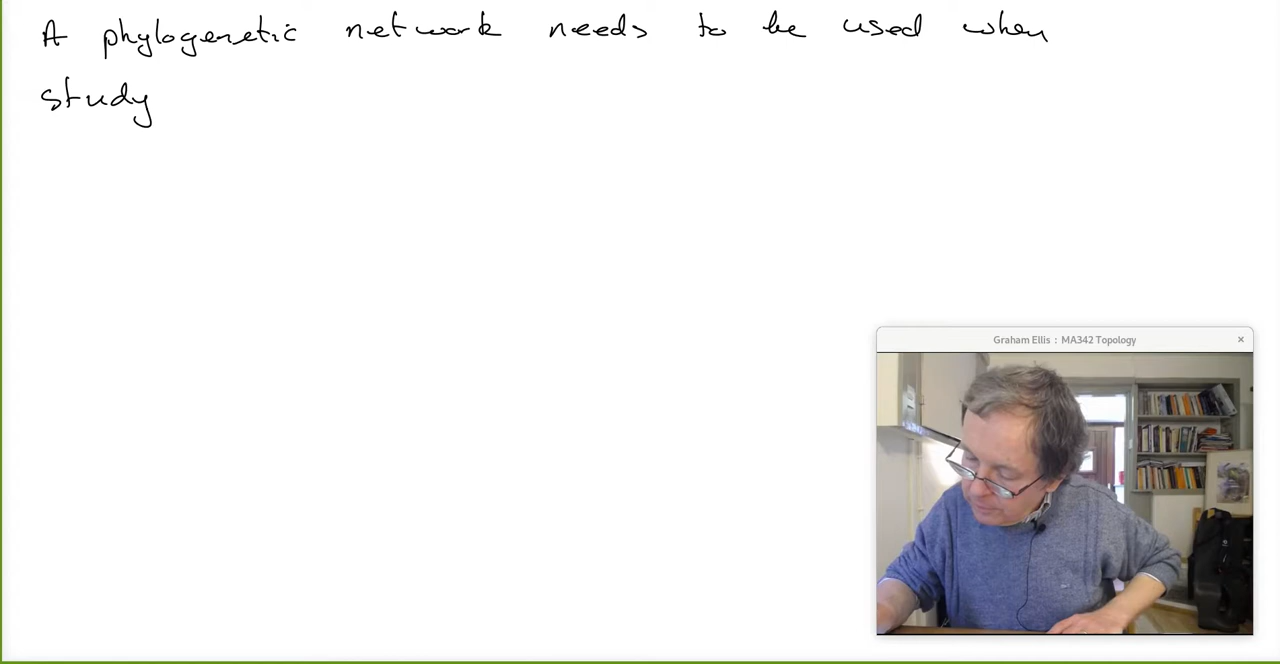 A phylogenetic network needs to be used when
study
Graham Ellis : MA342 Topology